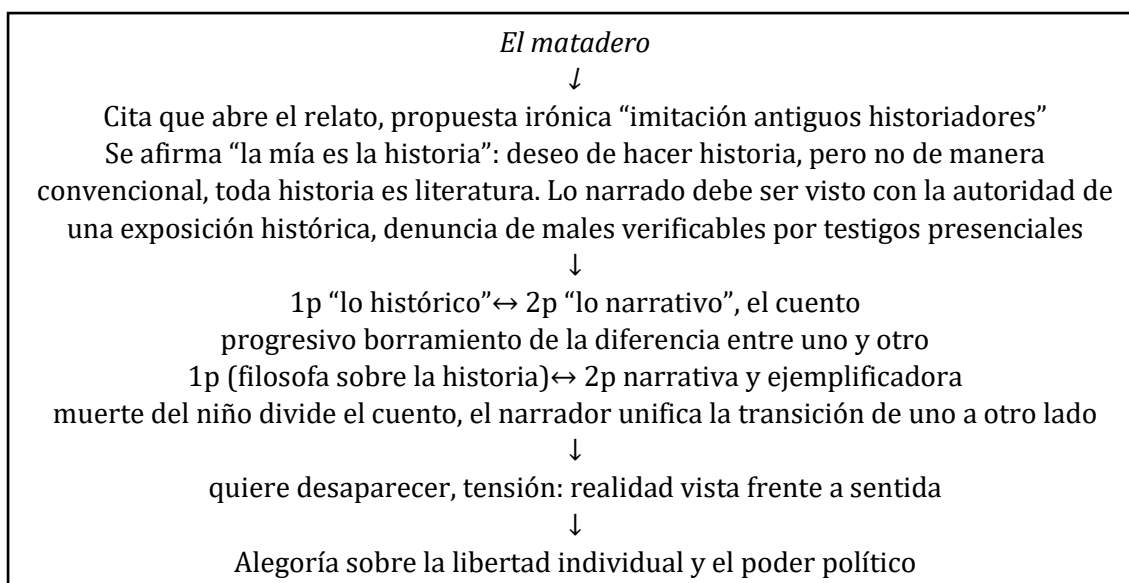 El matadero
↓
Cita que abre el relato, propuesta irónica “imitación antiguos historiadores”
Se afirma “la mía es la historia”: deseo de hacer historia, pero no de manera
convencional, toda historia es literatura. Lo narrado debe ser visto con la autoridad de
una exposición histórica, denuncia de males verificables por testigos presenciales
↓
1p “lo histórico”↔ 2p “lo narrativo”, el cuento
progresivo borramiento de la diferencia entre uno y otro
1p (filosofa sobre la historia)↔ 2p narrativa y ejemplificadora
muerte del niño divide el cuento, el narrador unifica la transición de uno a otro lado
↓
quiere desaparecer, tensión: realidad vista frente a sentida
↓
Alegoría sobre la libertad individual y el poder político